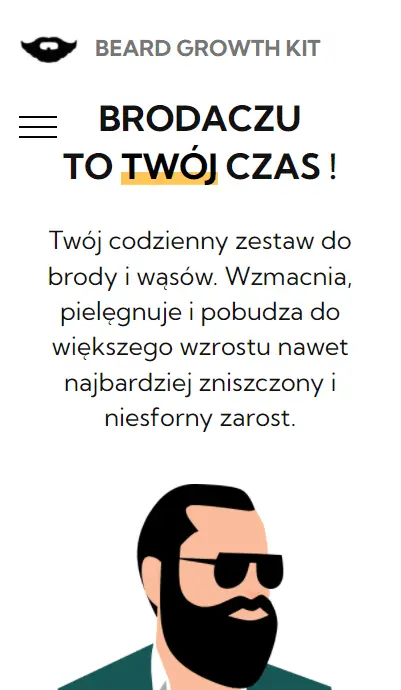 BEARD GROWTH KIT
BRODACZU
TO TWÓJ CZAS !
Twój codzienny zestaw do
brody i wąsów. Wzmacnia,
pielęgnuje i pobudza do
większego wzrostu nawet
najbardziej zniszczony i
niesforny zarost.